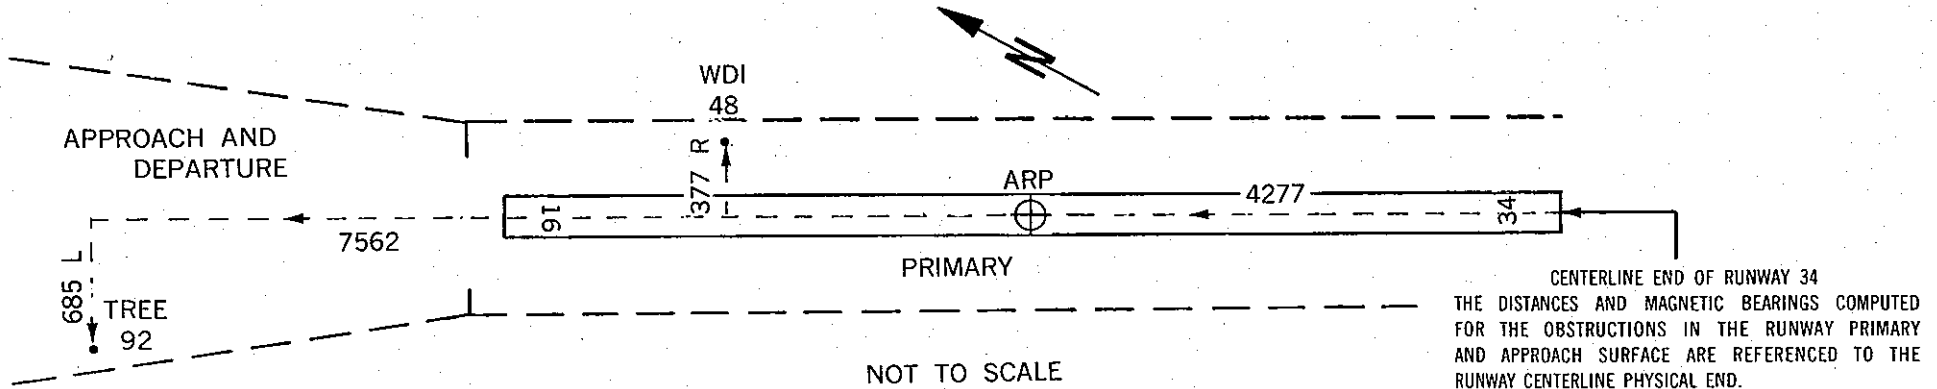 N
WDI
48
APPROACH AND
DEPARTURE
377 R
ARP
4277
16
34
7562
685 L
TREE
92
PRIMARY
CENTERLINE END OF RUNWAY 34
THE DISTANCES AND MAGNETIC BEARINGS COMPUTED
FOR THE OBSTRUCTIONS IN THE RUNWAY PRIMARY
AND APPROACH SURFACE ARE REFERENCED TO THE
RUNWAY CENTERLINE PHYSICAL END.
NOT TO SCALE